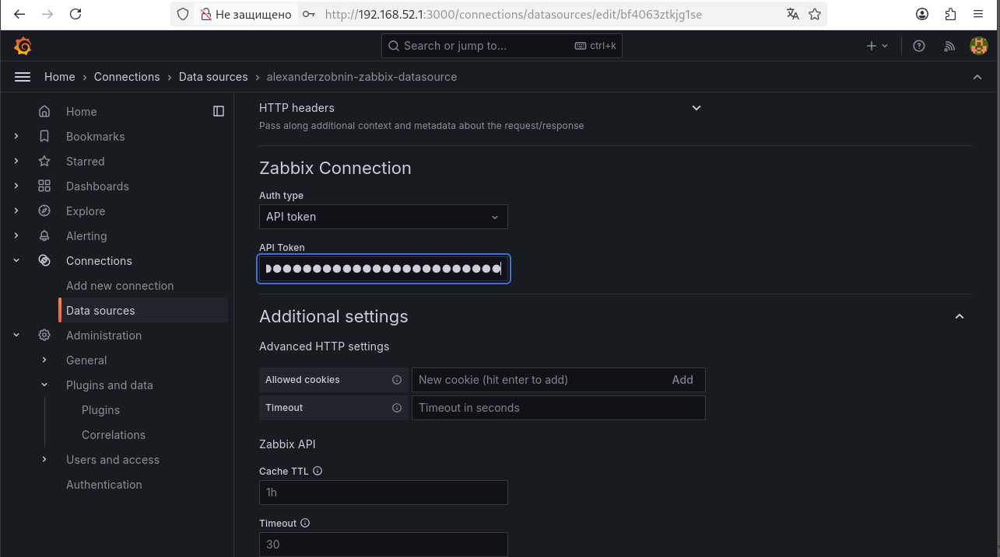 Не защищено
http://192.168.52.1:3000/connections/datasources/edit/bf4063ztkjg1se
Search or jump to...
ctrl+k
Home › Connections › Data sources › alexanderzobnin-zabbix-datasource
Home
Bookmarks
Starred
Dashboards
Explore
Alerting
Connections
Add new connection
Data sources
Administration
General
Plugins and data
Plugins
Correlations
Users and access
Authentication
HTTP headers
Pass along additional context and metadata about the request/response
Zabbix Connection
Auth type
API token
API Token
Additional settings
Advanced HTTP settings
Allowed cookies
New cookie (hit enter to add)
Add
Timeout
Timeout in seconds
Zabbix API
Cache TTL
1h
Timeout
30